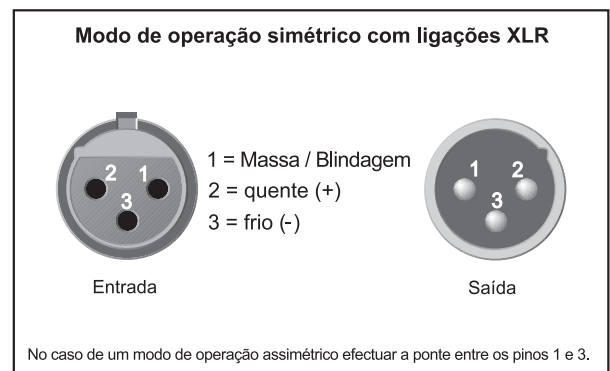 Modo de operação simétrico com ligações XLR
2 1
3
1 = Massa / Blindagem
2 = quente (+)
3 = frio (-)
1 2
3
Entrada
Saída
No caso de um modo de operação assimétrico efectuar a ponte entre os pinos 1 e 3.